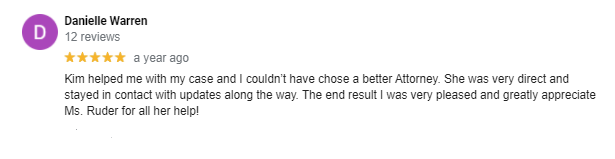 D
Danielle Warren
12 reviews
a year ago
Kim helped me with my case and I couldn't have chose a better Attorney. She was very direct and
stayed in contact with updates along the way. The end result I was very pleased and greatly appreciate
Ms. Ruder for all her help!